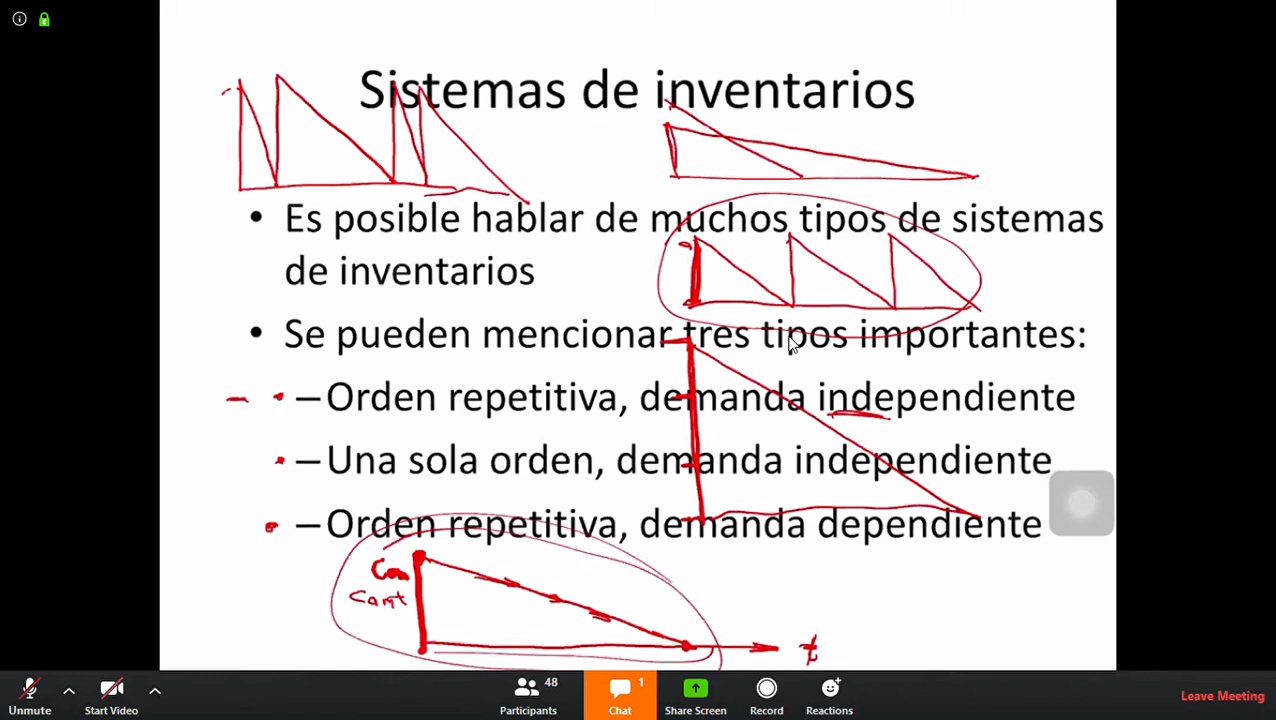 Sistemas de inventarios
• Es posible hablar de muchos tipos de sistemas
de inventarios
• Se pueden mencionar tres tipos importantes:
– Orden repetitiva, demanda independiente
– Una sola orden, demanda independiente
– Orden repetitiva, demanda dependiente
Can
Cant
t
Unmute
Start Video
48
Participants
1
Chat
Share Screen
Record
Reactions
Leave Meeting